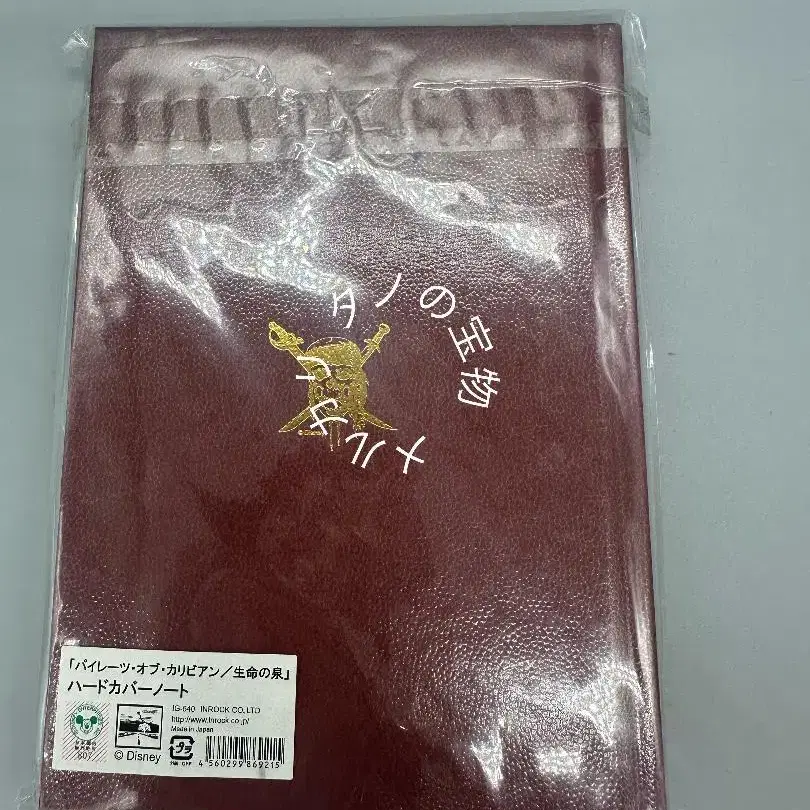 メルカリ タノの宝物
「パイレーツ・オブ・カリビアン/生命の泉」
ハードカバーノート
IG-640 INROCK CO.,LTD
http://www.inrock.co.jp/
Made in Japan
© Disney
プラ
4 560299 869215